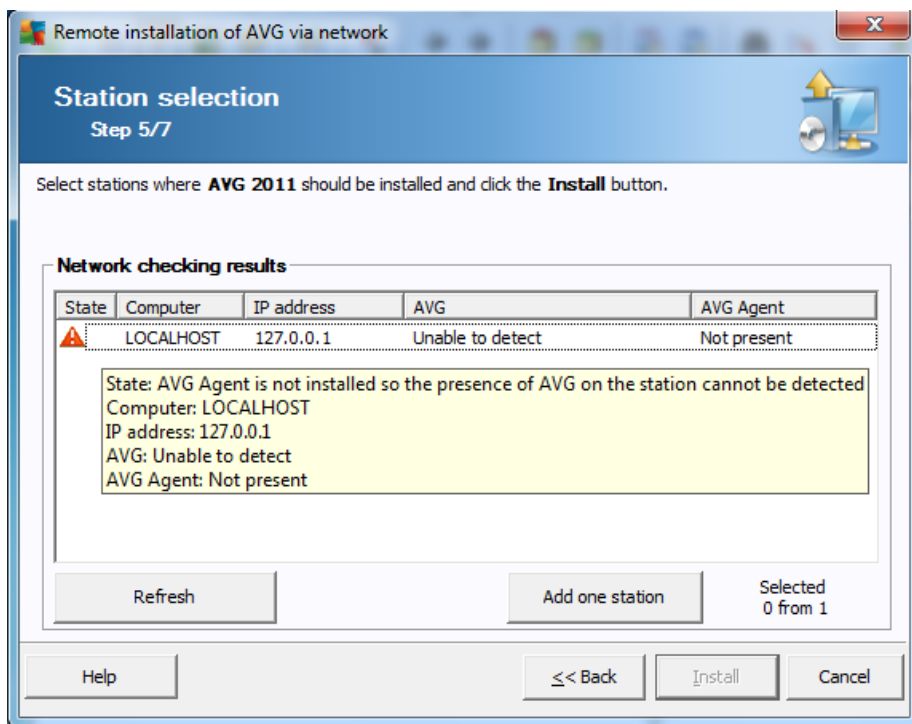 Remote installation of AVG via network
Station selection
Step 5/7
Select stations where AVG 2011 should be installed and click the Install button.
Network checking results
State Computer IP address AVG AVG Agent
LOCALHOST 127.0.0.1 Unable to detect Not present
State: AVG Agent is not installed so the presence of AVG on the station cannot be detected
Computer: LOCALHOST
IP address: 127.0.0.1
AVG: Unable to detect
AVG Agent: Not present
Refresh Add one station Selected
0 from 1
Help << Back Install Cancel